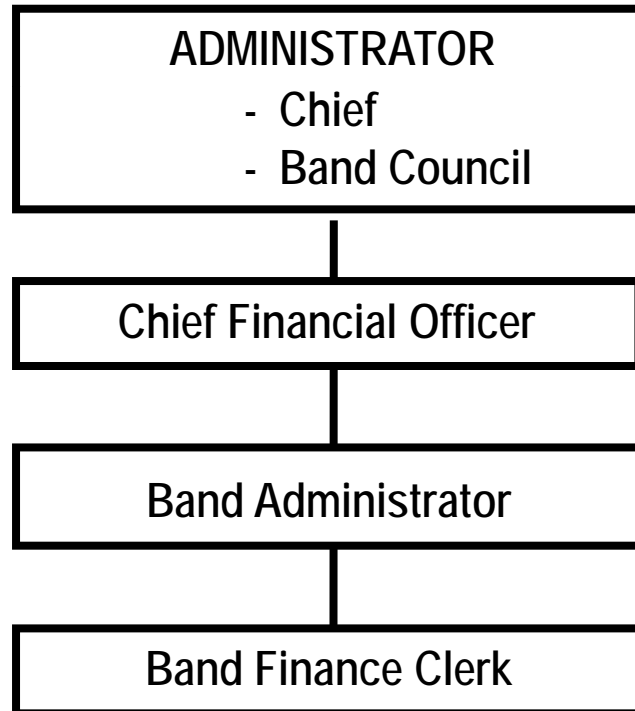 ADMINISTRATOR
- Chief
- Band Council
Chief Financial Officer
Band Administrator
Band Finance Clerk